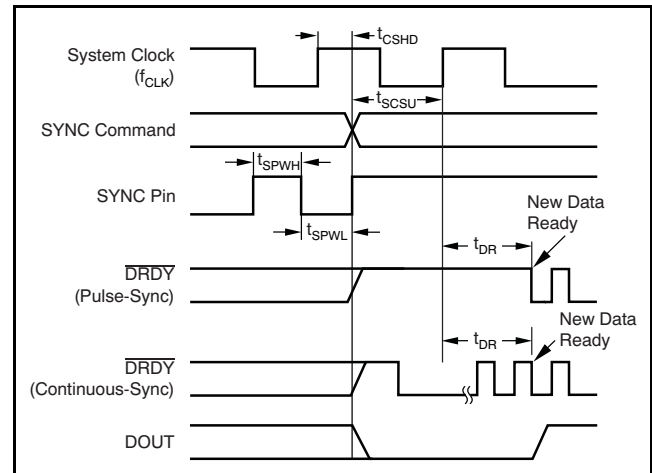 System Clock
(fCLK)
tCSHD
tSCSU
SYNC Command
tSPWH
SYNC Pin
tSPWL
New Data
Ready
tDR
DRDY
(Pulse-Sync)
New Data
Ready
tDR
DRDY
(Continuous-Sync)
DOUT